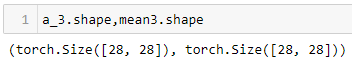 1 a_3.shape,mean3.shape
(torch.Size([28, 28]), torch.Size([28, 28]))